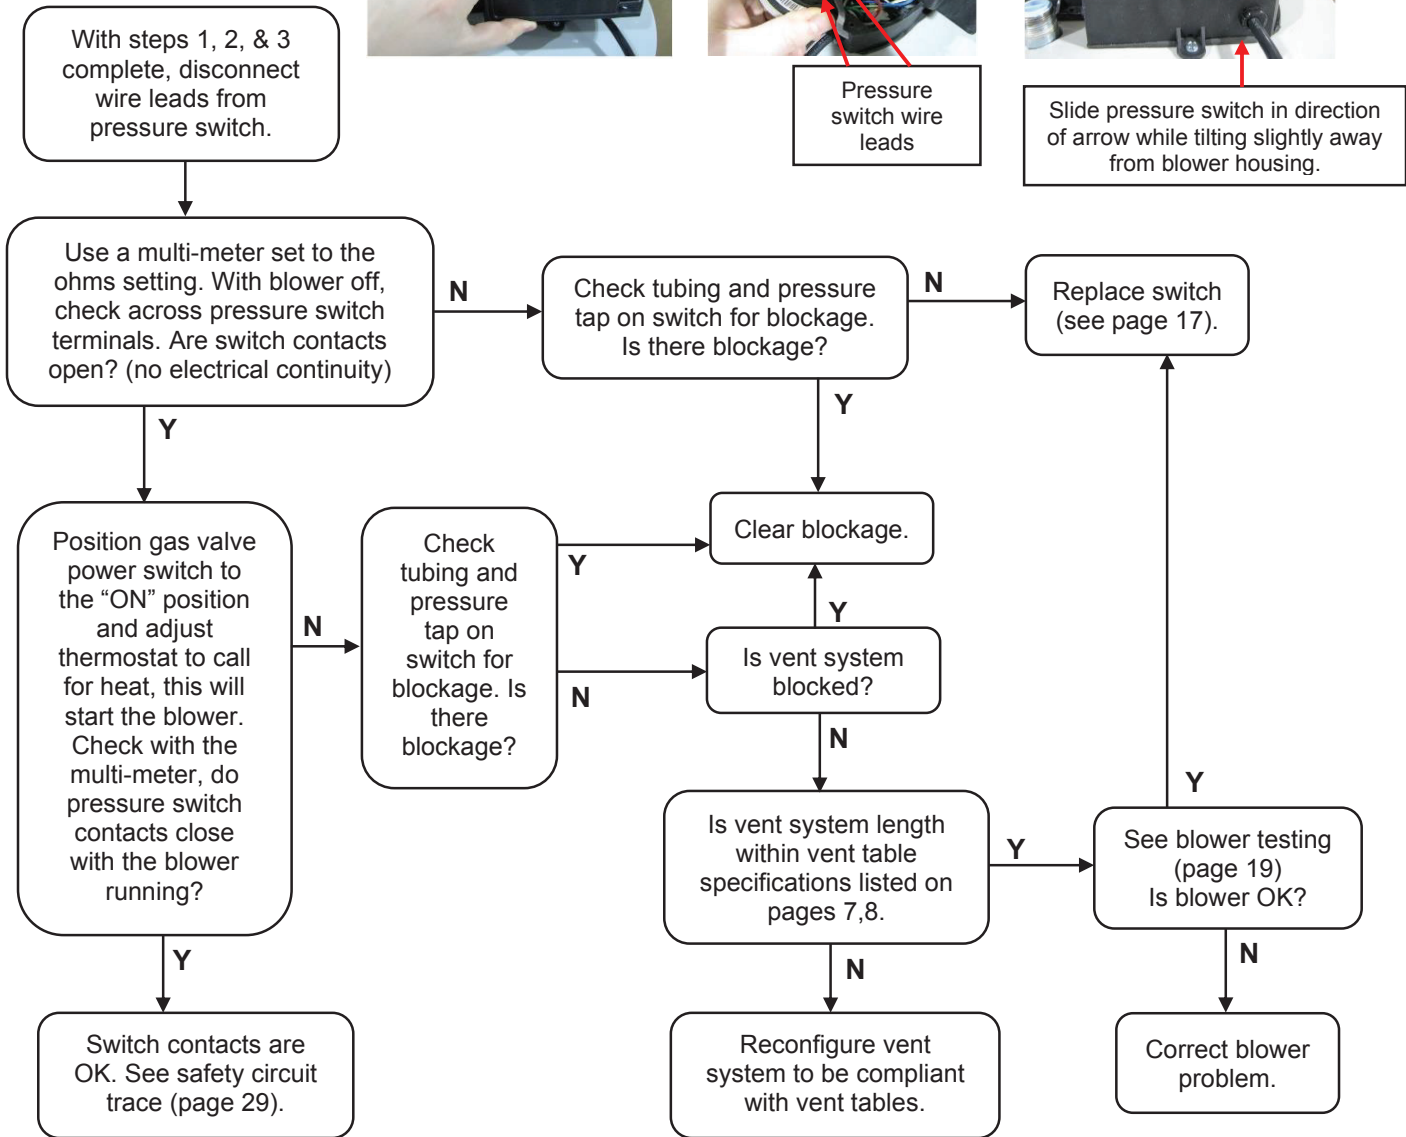 With steps 1, 2, & 3
complete, disconnect
wire leads from
pressure switch.
Pressure
switch wire
leads
Slide pressure switch in direction
of arrow while tilting slightly away
from blower housing.
Use a multi-meter set to the
ohms setting. With blower off,
check across pressure switch
terminals. Are switch contacts
open? (no electrical continuity)
N
Check tubing and pressure
tap on switch for blockage.
Is there blockage?
N
Replace switch
(see page 17).
Y
Y
Clear blockage.
Position gas valve
power switch to
the “ON” position
and adjust
thermostat to call
for heat, this will
start the blower.
Check with the
multi-meter, do
pressure switch
contacts close
with the blower
running?
N
Check
tubing and
pressure
tap on
switch for
blockage. Is
there
blockage?
Y
N
Y
Is vent system
blocked?
N
Is vent system length
within vent table
specifications listed on
pages 7,8.
Y
Y
See blower testing
(page 19)
Is blower OK?
Y
N
N
Switch contacts are
OK. See safety circuit
trace (page 29).
Reconfigure vent
system to be compliant
with vent tables.
Correct blower
problem.